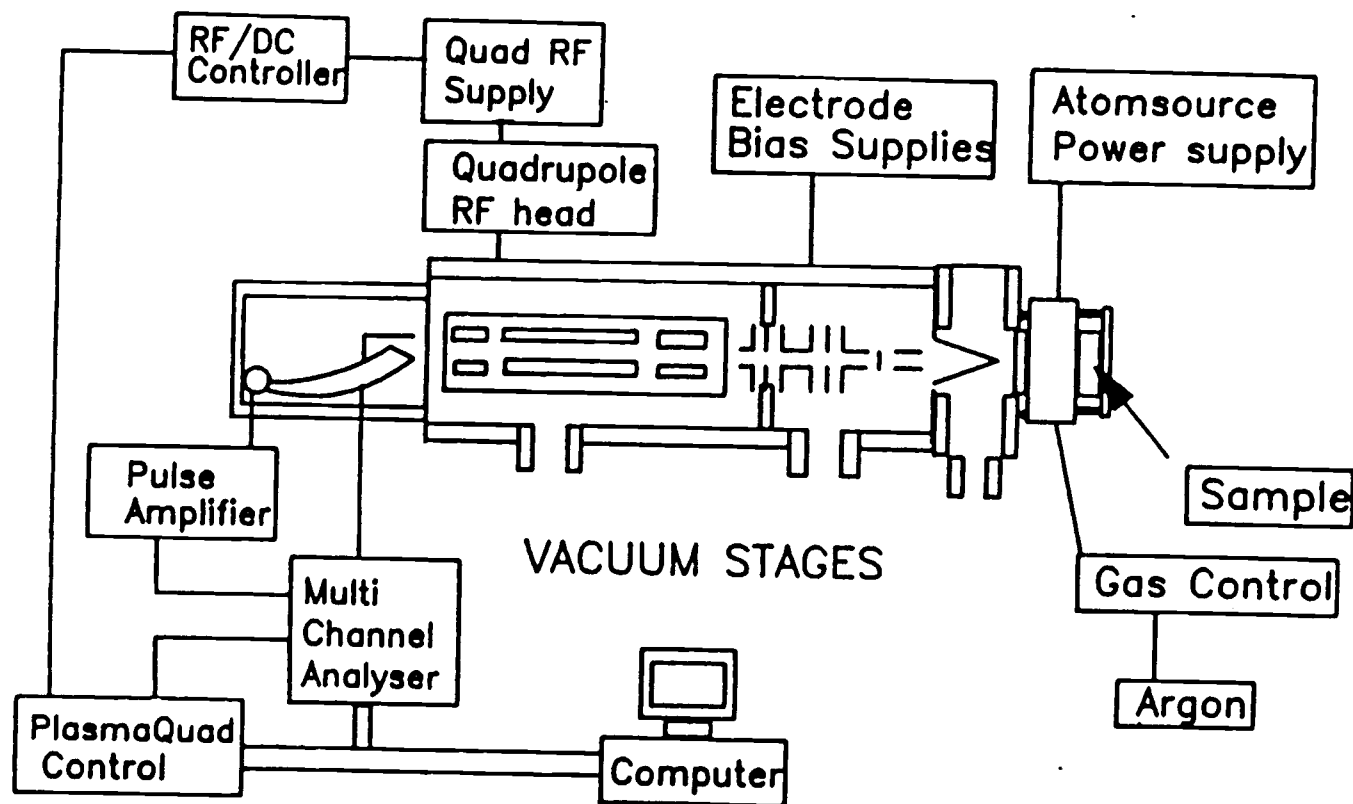 RF/DC
Controller
Quad RF
Supply
Quadrupole
RF head
Electrode
Bias Supplies
Atomsource
Power supply
Pulse
Amplifier
VACUUM STAGES
Sample
Multi
Channel
Analyser
Gas Control
Argon
PlasmaQuad
Control
Computer